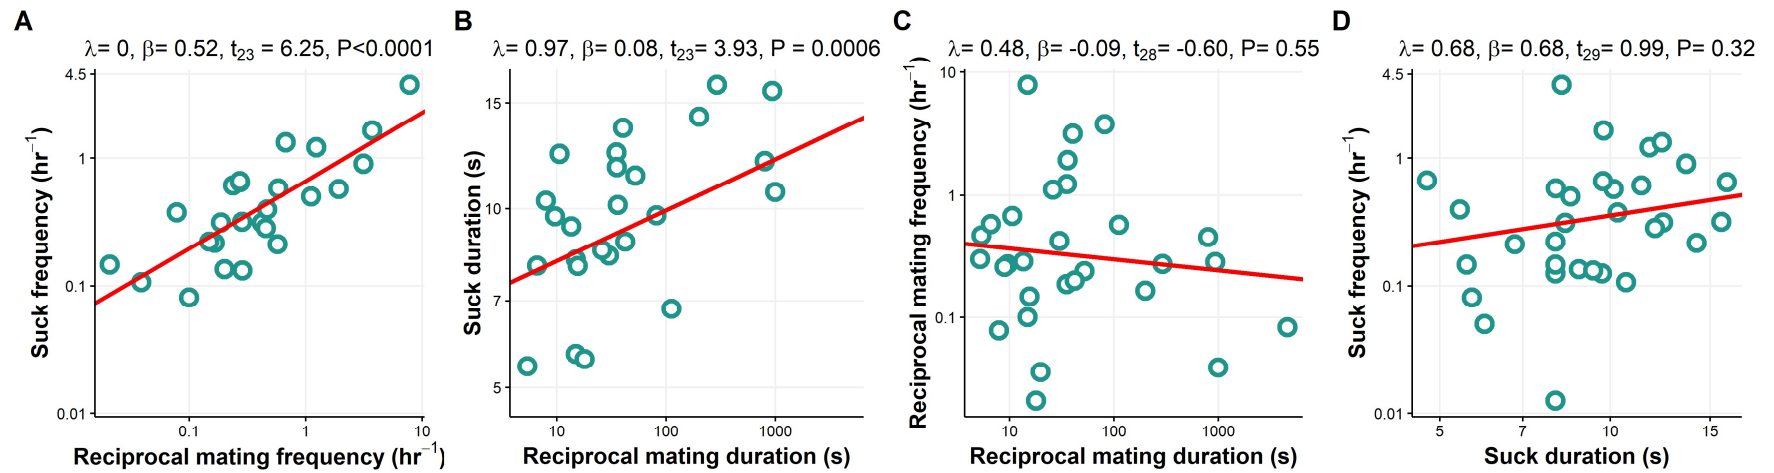 A
λ= 0, β= 0.52, t23 = 6.25, P<0.0001
4.5
1
0.1
0.01
Suck frequency (hr−1)
0.1
1
10
Reciprocal mating frequency (hr−1)
B
λ= 0.97, β= 0.08, t23= 3.93, P = 0.0006
15
10
7
5
Suck duration (s)
10
100
1000
Reciprocal mating duration (s)
C
λ= 0.48, β= -0.09, t28= -0.60, P= 0.55
10
1
0.1
Reciprocal mating frequency (hr−1)
10
100
1000
Reciprocal mating duration (s)
D
λ= 0.68, β= 0.68, t29= 0.99, P= 0.32
4.5
1
0.1
0.01
Suck frequency (hr−1)
5
7
10
15
Suck duration (s)